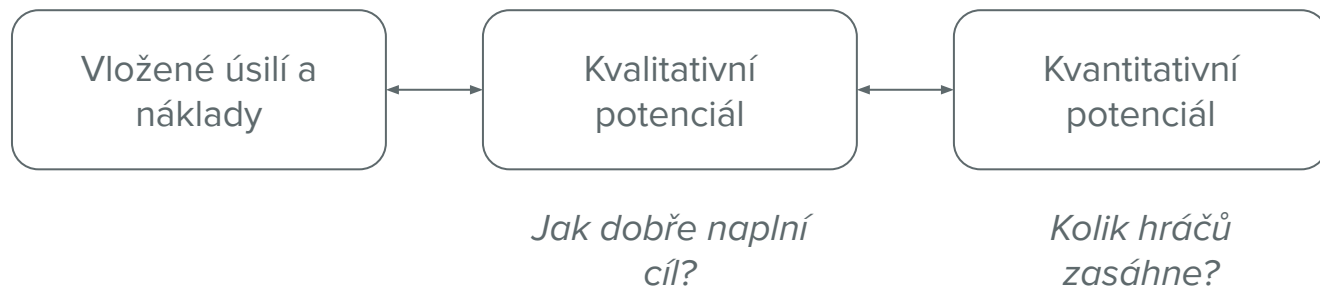 Vložené úsilí a
náklady
Kvalitativní
potenciál
Kvantitativní
potenciál
Jak dobře naplní
cíl?
Kolik hráčů
zasáhne?